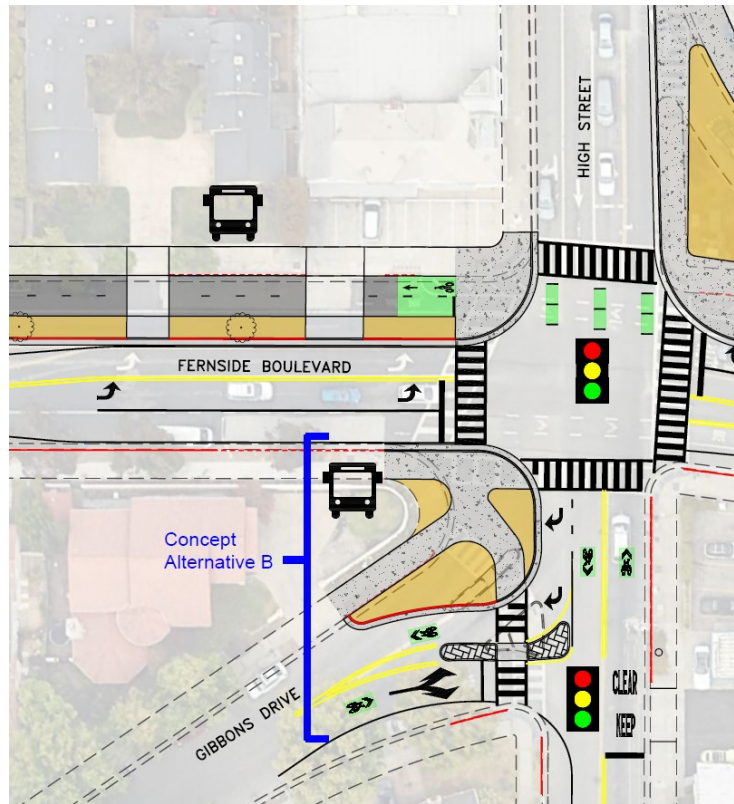 HIGH STREET
FERNSIDE BOULEVARD
Concept
Alternative B
GIBBONS DRIVE
CLEAR
KEEP